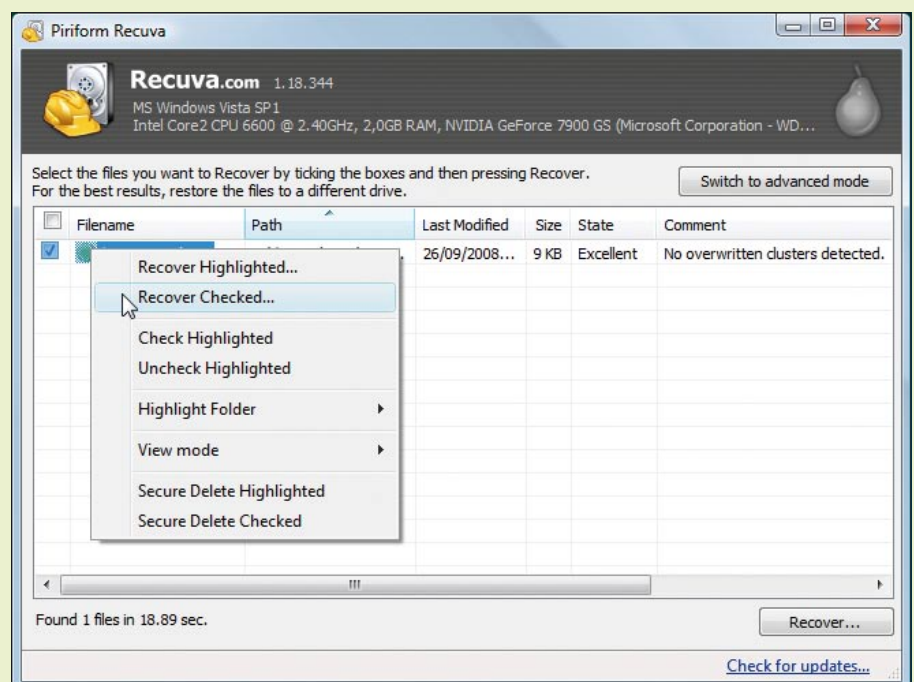 Piriform Recuva
Recuva.com 1.18.344
MS Windows Vista SP1
Intel Core2 CPU 6600 @ 2.40GHz, 2,0GB RAM, NVIDIA GeForce 7900 GS (Microsoft Corporation - WD...
Select the files you want to Recover by ticking the boxes and then pressing Recover.
For the best results, restore the files to a different drive.
Switch to advanced mode
Filename Path Last Modified Size State Comment
26/09/2008... 9 KB Excellent No overwritten clusters detected.
Recover Highlighted...
Recover Checked...
Check Highlighted
Uncheck Highlighted
Highlight Folder
View mode
Secure Delete Highlighted
Secure Delete Checked
Found 1 files in 18.89 sec.
Recover...
Check for updates...